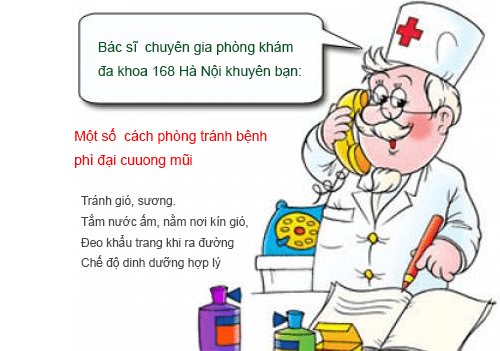 Bác sĩ chuyên gia phòng khám
đa khoa 168 Hà Nội khuyên bạn:
Một số cách phòng tránh bệnh
phì đại cuuong mũi
Tránh gió, sương.
Tắm nước ấm, nằm nơi kín gió,
Đeo khẩu trang khi ra đường
Chế độ dinh dưỡng hợp lý